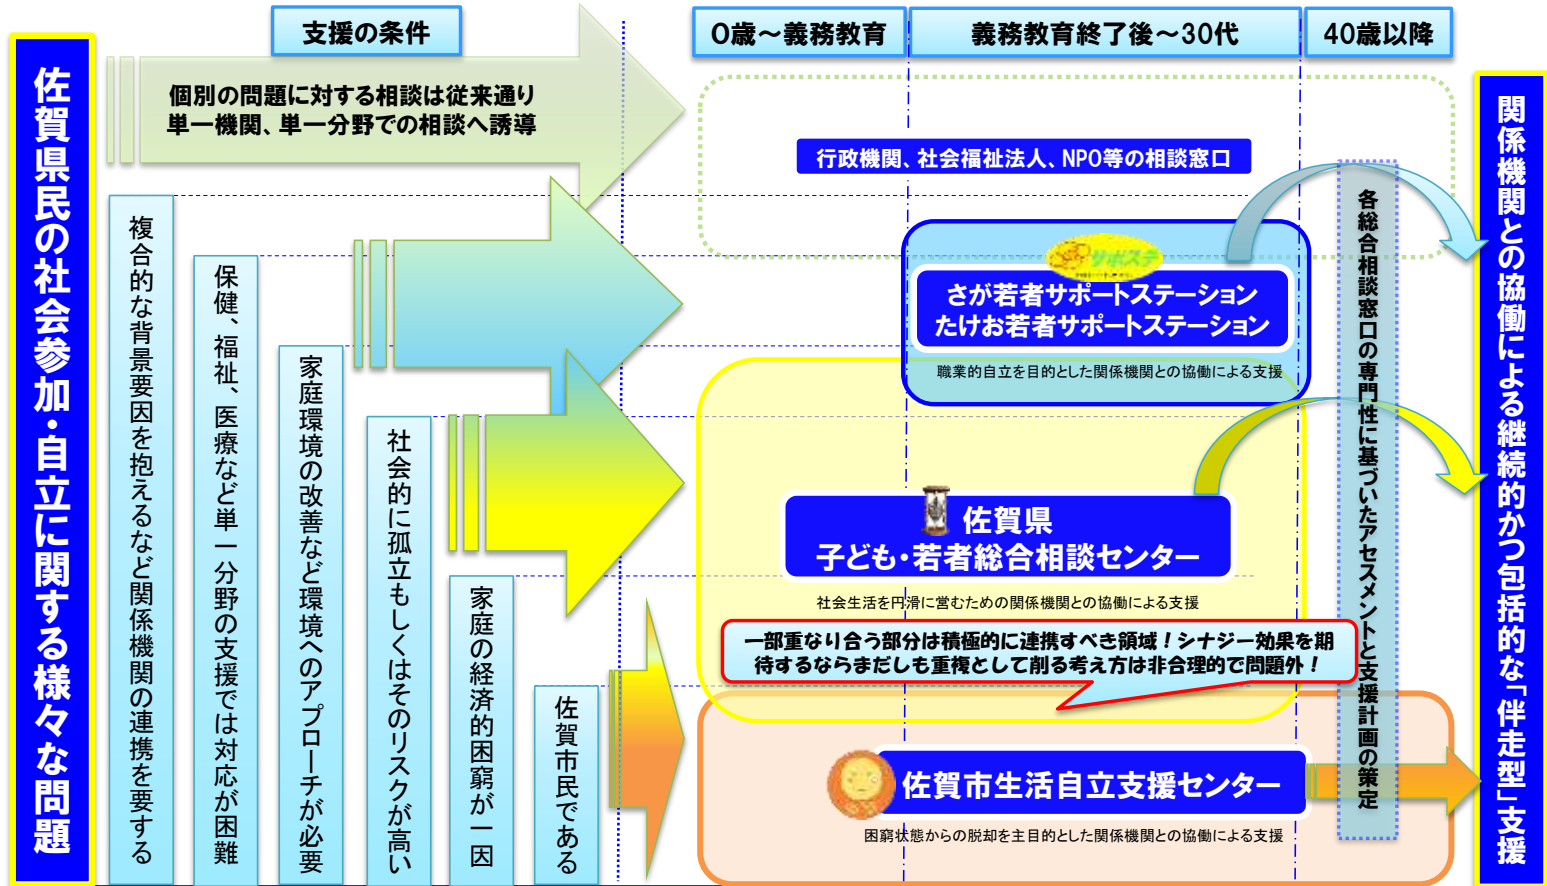 支援の条件
0歳～義務教育
義務教育終了後～30代
40歳以降
佐賀県民の社会参加・自立に関する様々な問題
個別の問題に対する相談は従来通り
単一機関、単一分野での相談へ誘導
複合的な背景要因を抱えるなど関係機関の連携を要する
保健、福祉、医療など単一分野の支援では対応が困難
家庭環境の改善など環境へのアプローチが必要
社会的に孤立もしくはそのリスクが高い
家庭の経済的困窮が一因
佐賀市民である
行政機関、社会福祉法人、NPO等の相談窓口
サポステ
さが若者サポートステーション
たけお若者サポートステーション
職業的自立を目的とした関係機関との協働による支援
佐賀県
子ども・若者総合相談センター
社会生活を円滑に営むための関係機関との協働による支援
一部重なり合う部分は積極的に連携すべき領域！シナジー効果を期
待するならまだしも重複として削る考え方は非合理的で問題外！
佐賀市生活自立支援センター
困窮状態からの脱却を主目的とした関係機関との協働による支援
各総合相談窓口の専門性に基づいたアセスメントと支援計画の策定
関係機関との協働による継続的かつ包括的な「伴走型」支援